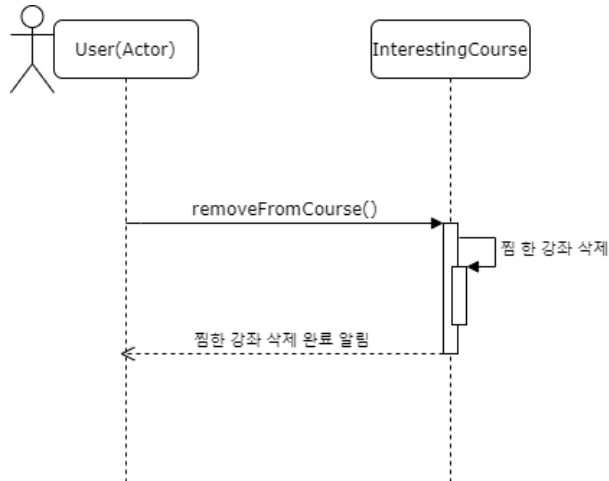 User(Actor)
InterestingCourse
removeFromCourse()
찜 한 강좌 삭제
찜한 강좌 삭제 완료 알림